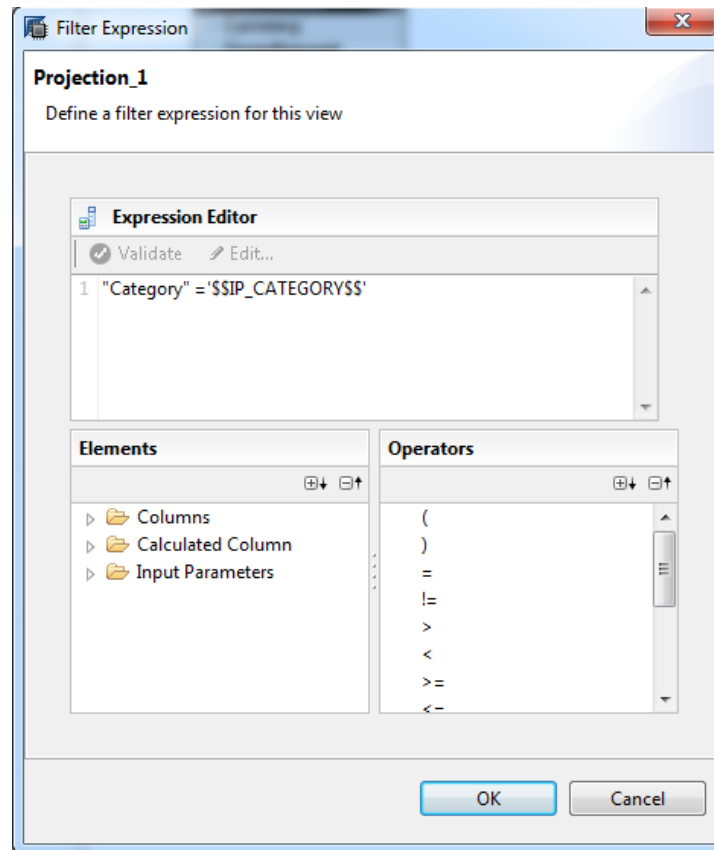 Filter Expression
Projection_1
Define a filter expression for this view
Expression Editor
Validate Edit...
1 "Category" ='$$IP_CATEGORY$$'
Elements
Columns
Calculated Column
Input Parameters
Operators
(
)
=
!=
>
<
>=
<=
OK Cancel